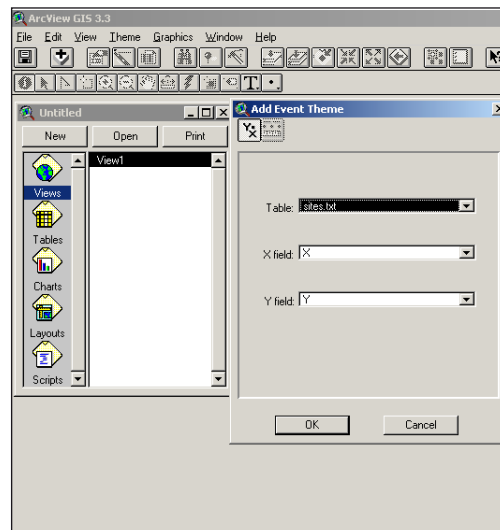 ArcView GIS 3.3
File Edit View Theme Graphics Window Help
T
Untitled
New Open Print
Views
Tables
Charts
Layouts
Scripts
View1
Add Event Theme
Table: sites.txt
X field: X
Y field: Y
OK Cancel